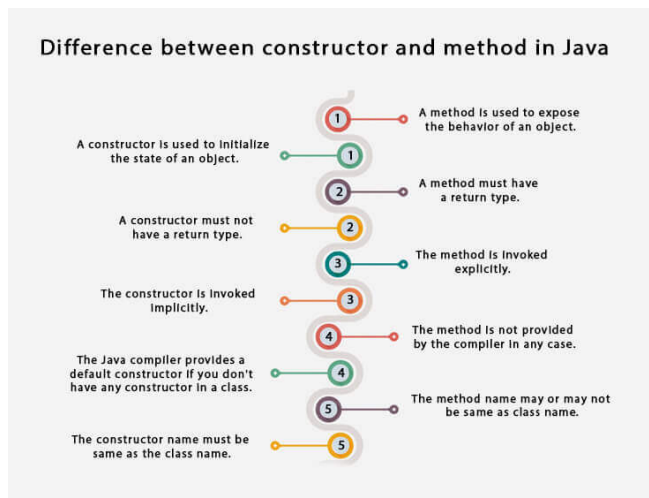 Difference between constructor and method in Java
1
A method is used to expose
the behavior of an object.
A constructor is used to initialize
the state of an object.
1
2
A method must have
a return type.
A constructor must not
have a return type.
2
3
The method is invoked
explicitly.
The constructor is invoked
implicitly.
3
4
The method is not provided
by the compiler in any case.
The Java compiler provides a
default constructor if you don't
have any constructor in a class.
4
5
The method name may or may not
be same as class name.
The constructor name must be
same as the class name.
5